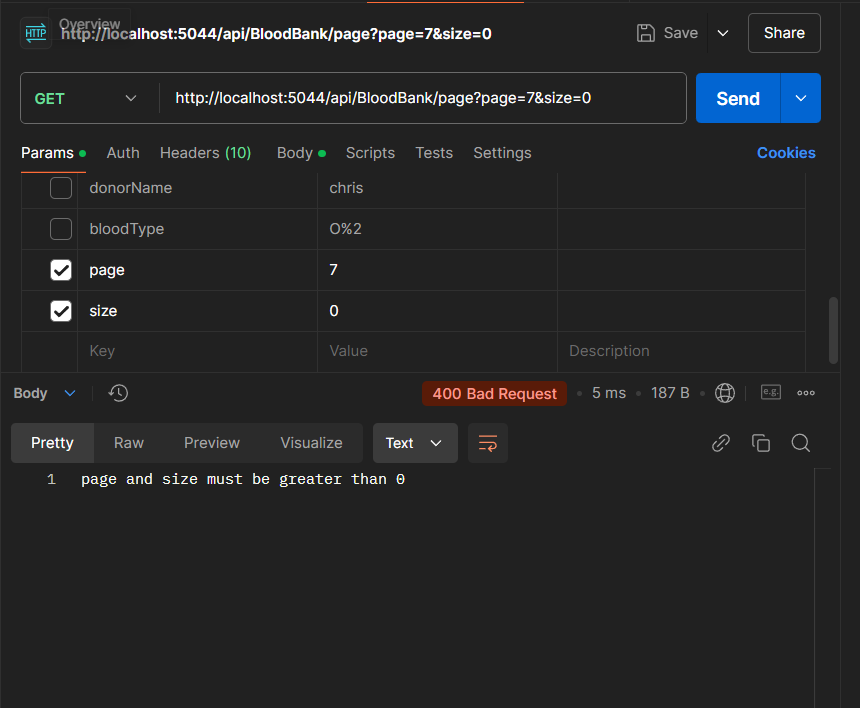 Overview
HTTP http://localhost:5044/api/BloodBank/page?page=7&size=0 Save Share
GET http://localhost:5044/api/BloodBank/page?page=7&size=0 Send
Params Auth Headers (10) Body Scripts Tests Settings Cookies
donorName chris
bloodType O%2
page 7
size 0
Key Value Description
Body 400 Bad Request 5 ms 187 B e.g.
Pretty Raw Preview Visualize Text
1 page and size must be greater than 0